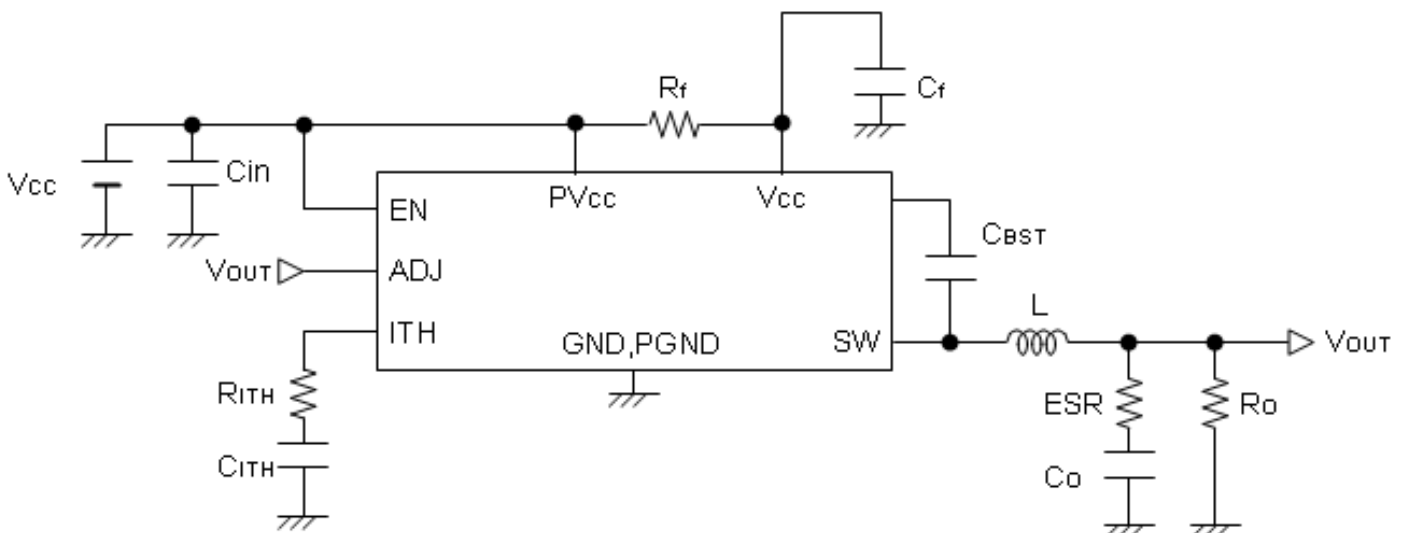 Rf
Cf
Vcc
Cin
PVcc
Vcc
EN
CBST
VOUT
ADJ
L
ITH
GND,PGND
SW
VOUT
RITH
ESR
Ro
CITH
Co